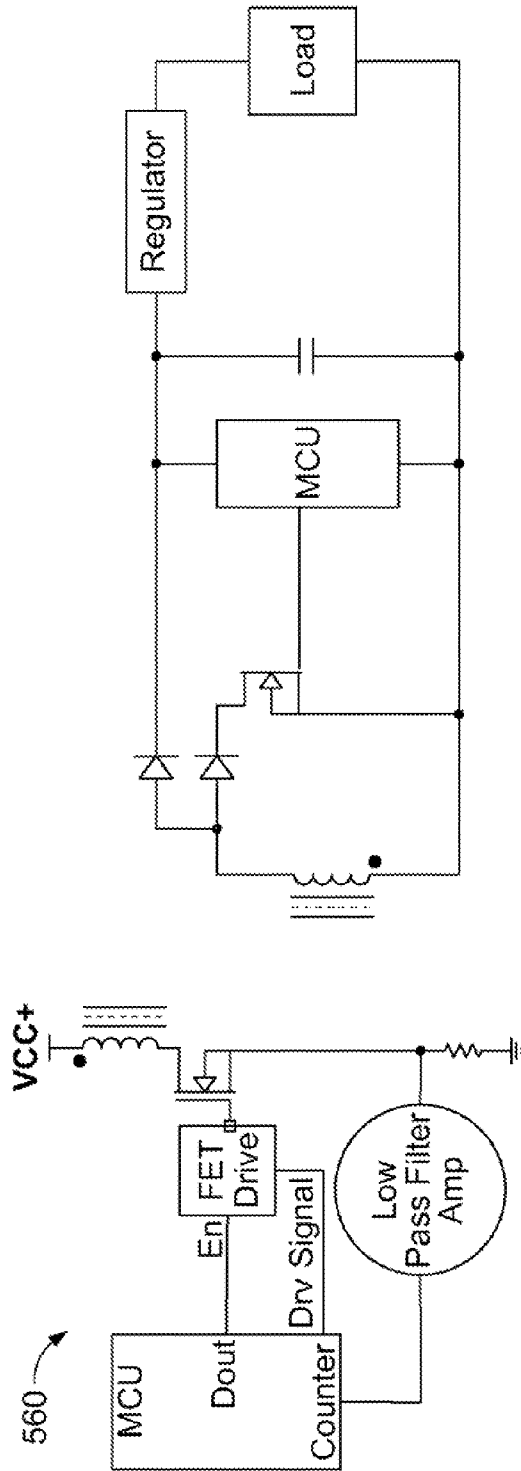 560
MCU
Dout
Counter
En
Drv Signal
FET
Drive
VCC+
Low
Pass Filter
Amp
MCU
Regulator
Load